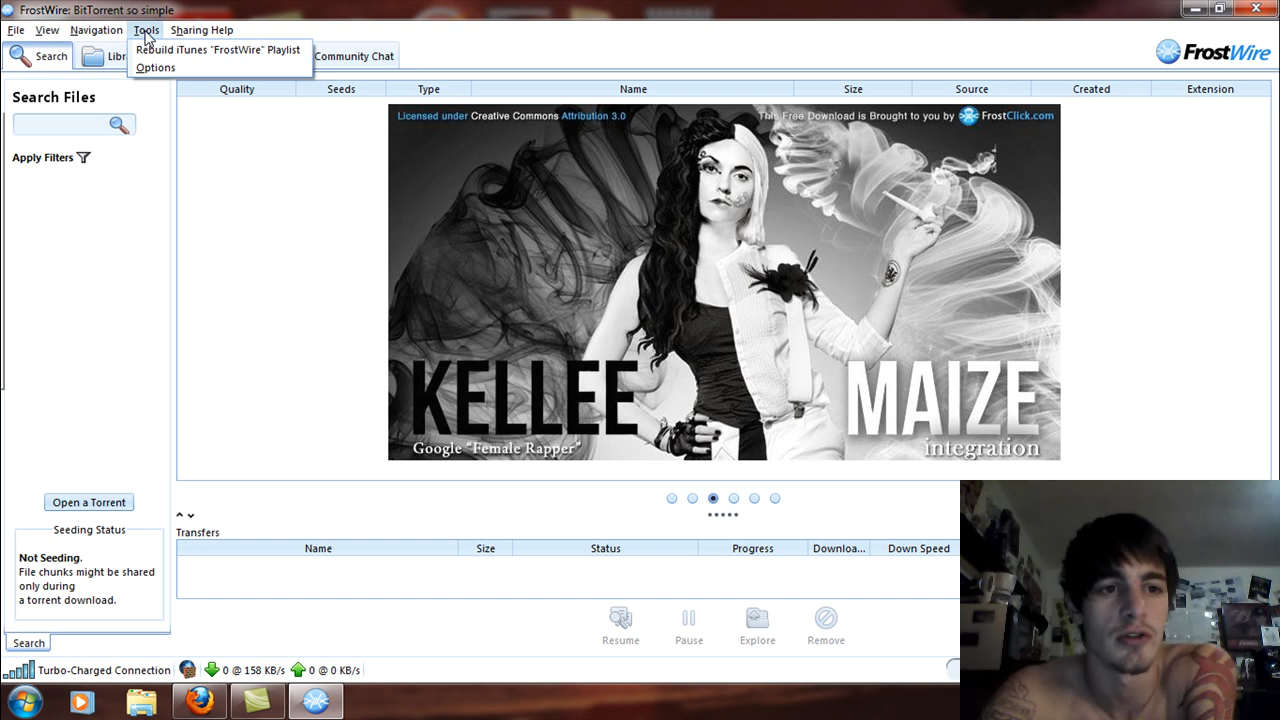 FrostWire: BitTorrent so simple
File View Navigation Tools Sharing Help
Rebuild iTunes "FrostWire" Playlist
Options
Search Libr Community Chat FrostWire
Search Files
Apply Filters
Quality Seeds Type Name Size Source Created Extension
Licensed under Creative Commons Attribution 3.0 This Free Download is Brought to you by FrostClick.com
KELLEE MAIZE
Google "Female Rapper" integration
Open a Torrent
Seeding Status
Not Seeding.
File chunks might be shared
only during
a torrent download.
Transfers
Name Size Status Progress Downloa... Down Speed
Resume Pause Explore Remove
Search
Turbo-Charged Connection 0 @ 158 KB/s 0 @ 0 KB/s